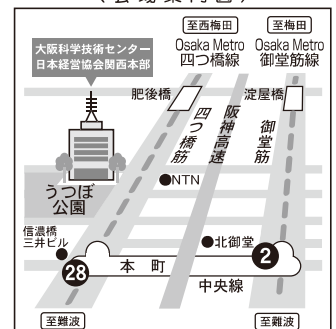 〈会場案内図〉
至西梅田
至梅田
Osaka Metro
四つ橋線
Osaka Metro
御堂筋線
大阪科学技術センター
日本経営協会関西本部
肥後橋
淀屋橋
四つ橋筋
阪神高速
御堂筋
うつぼ
公園
NTN
信濃橋
三井ビル
北御堂
28
本町
2
中央線
至難波
至難波